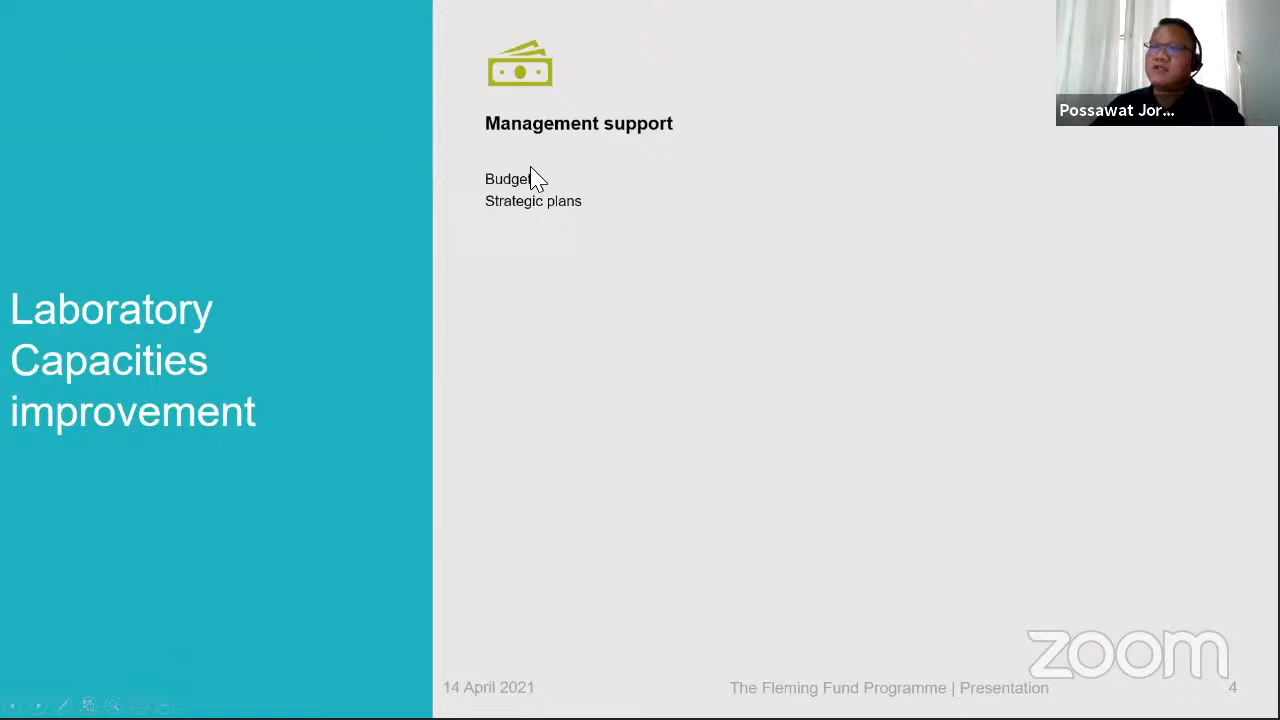 Management support
Budget
Strategic plans
Laboratory
Capacities
improvement
Possawat Jor...
14 April 2021
The Fleming Fund Programme | Presentation
4
zoom